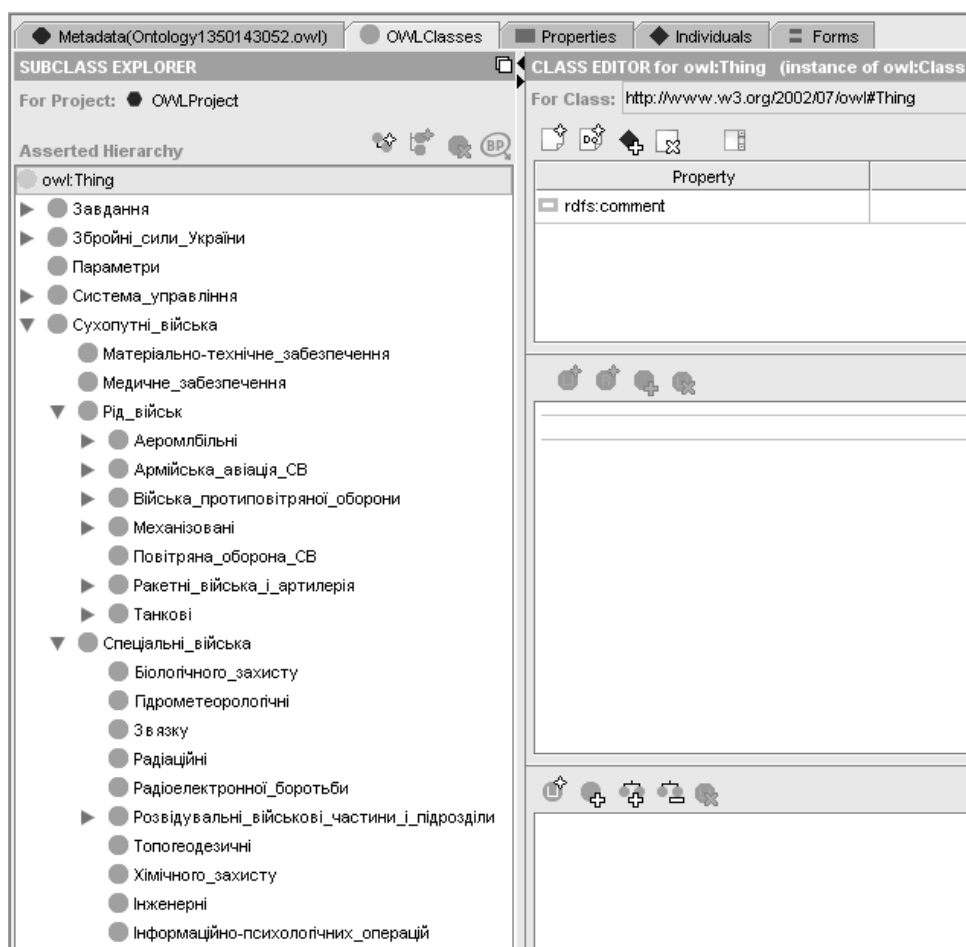 Metadata(Ontology1350143052.owl)
OWLClasses
Properties
Individuals
Forms
SUBCLASS EXPLORER
For Project: OWLProject
Asserted Hierarchy
BP
owl:Thing
Завдання
Збройні_сили_України
Параметри
Система_управління
Сухопутні_війська
Матеріально-технічне_забезпечення
Медичне_забезпечення
Рід_військ
Аеромлбільні
Армійська_авіація_СВ
Війська_протиповітряної_оборони
Механізовані
Повітряна_оборона_СВ
Ракетні_війська_і_артилерія
Танкові
Спеціальні_війська
Біологічного_захисту
Гідрометеорологічні
Зв язку
Радіаційні
Радіоелектронної_боротьби
Розвідувальні_військові_частини_і_підрозділи
Топогеодезичні
Хімічного_захисту
Інженерні
Інформаційно-психологічних_операцій
CLASS EDITOR for owl:Thing (instance of owl:Class
For Class: http://www.w3.org/2002/07/owl#Thing
Property
rdfs:comment